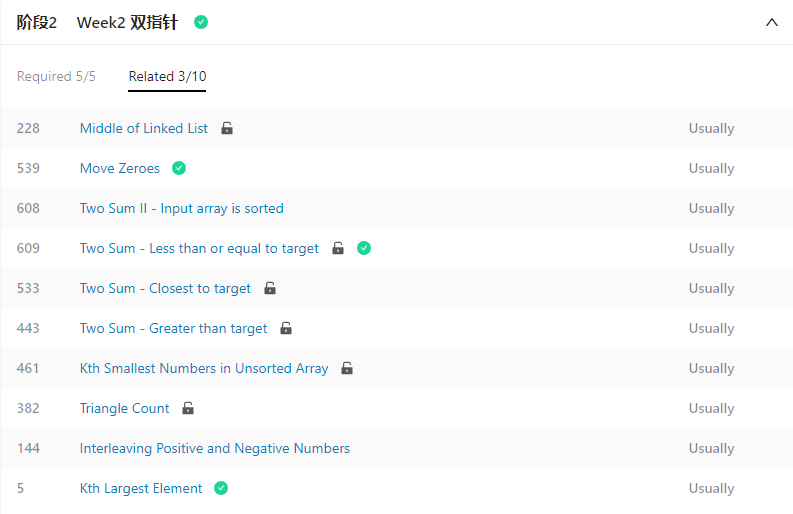 阶段2 Week2 双指针
Required 5/5 Related 3/10
228 Middle of Linked List Usually
539 Move Zeroes Usually
608 Two Sum II - Input array is sorted Usually
609 Two Sum - Less than or equal to target Usually
533 Two Sum - Closest to target Usually
443 Two Sum - Greater than target Usually
461 Kth Smallest Numbers in Unsorted Array Usually
382 Triangle Count Usually
144 Interleaving Positive and Negative Numbers Usually
5 Kth Largest Element Usually